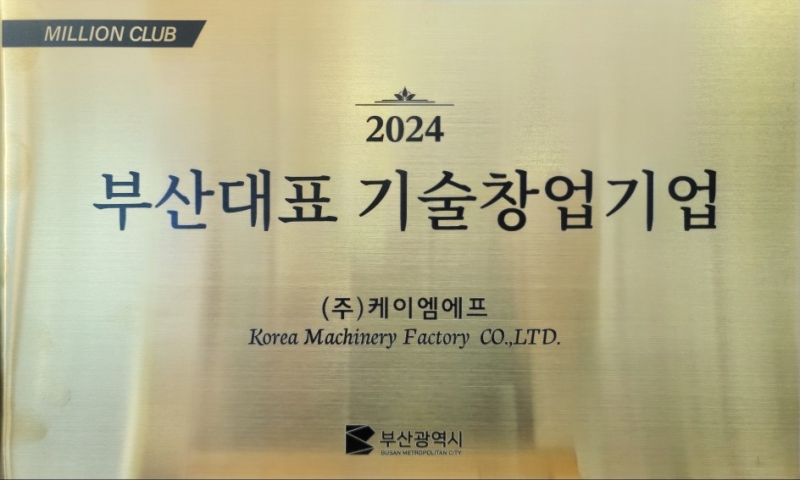 MILLION CLUB
2024
부산대표 기술창업기업
(주)케이엠에프
Korea Machinery Factory CO.,LTD.
부산광역시
BUSAN METROPOLITAN CITY